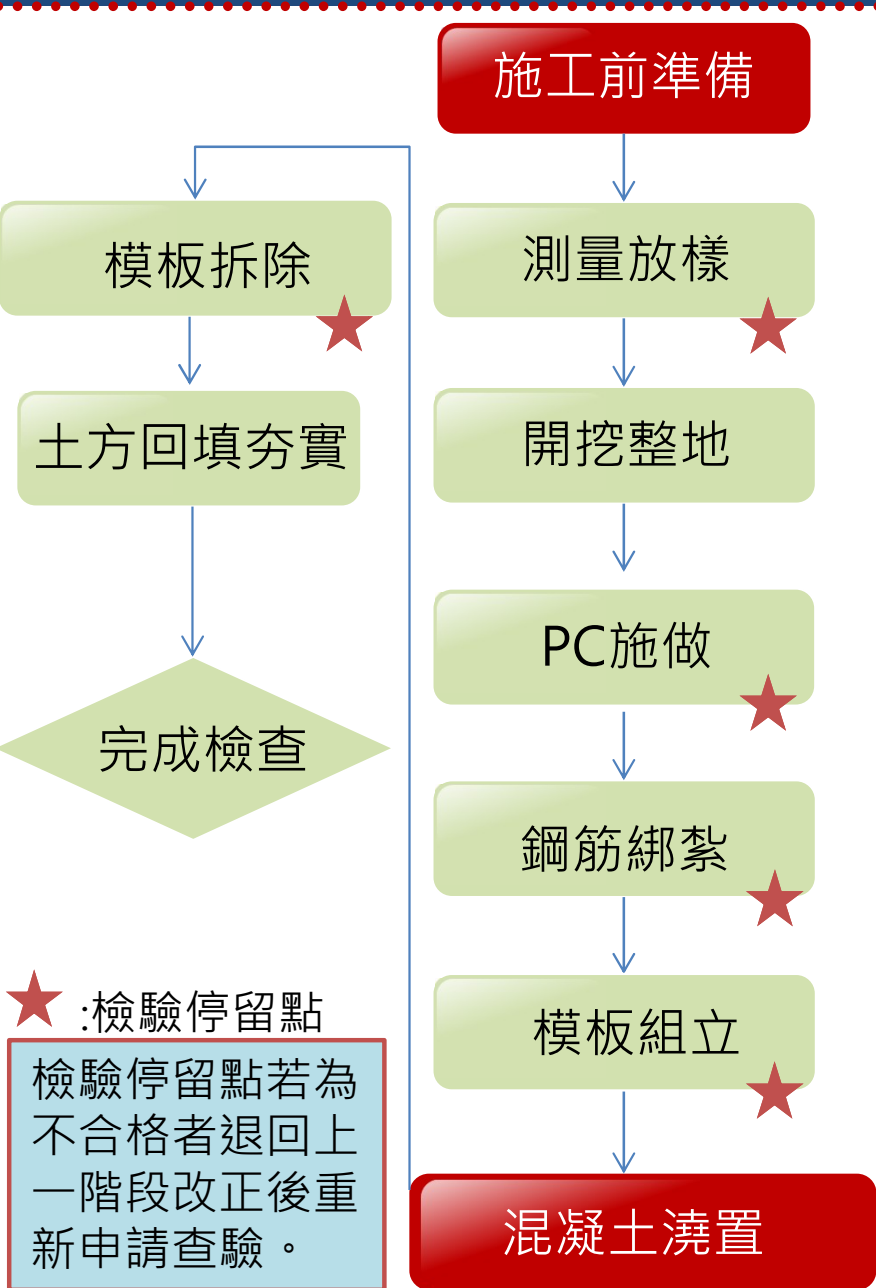 施工前準備
測量放樣
開挖整地
PC施做
鋼筋綁紮
模板組立
混凝土澆置
模板拆除
土方回填夯實
完成檢查
:檢驗停留點
檢驗停留點若為
不合格者退回上
一階段改正後重
新申請查驗。